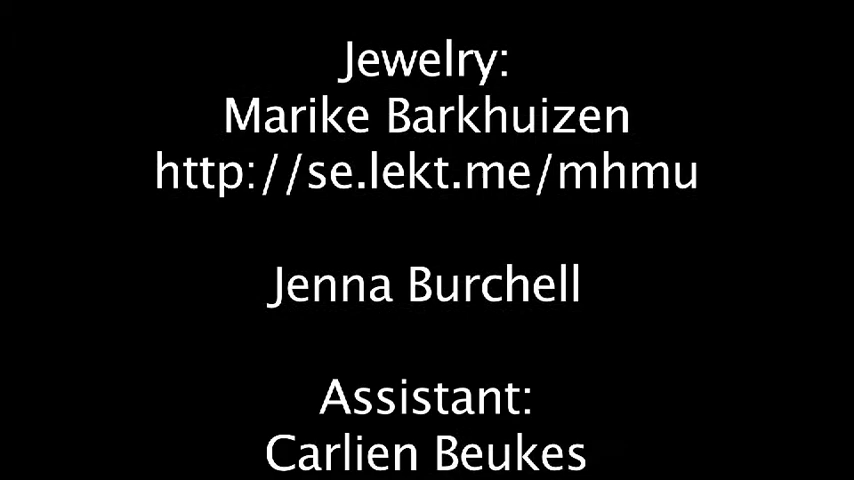 Jewelry:
Marike Barkhuizen
http://se.lekt.me/mhmu
Jenna Burchell
Assistant:
Carlien Beukes